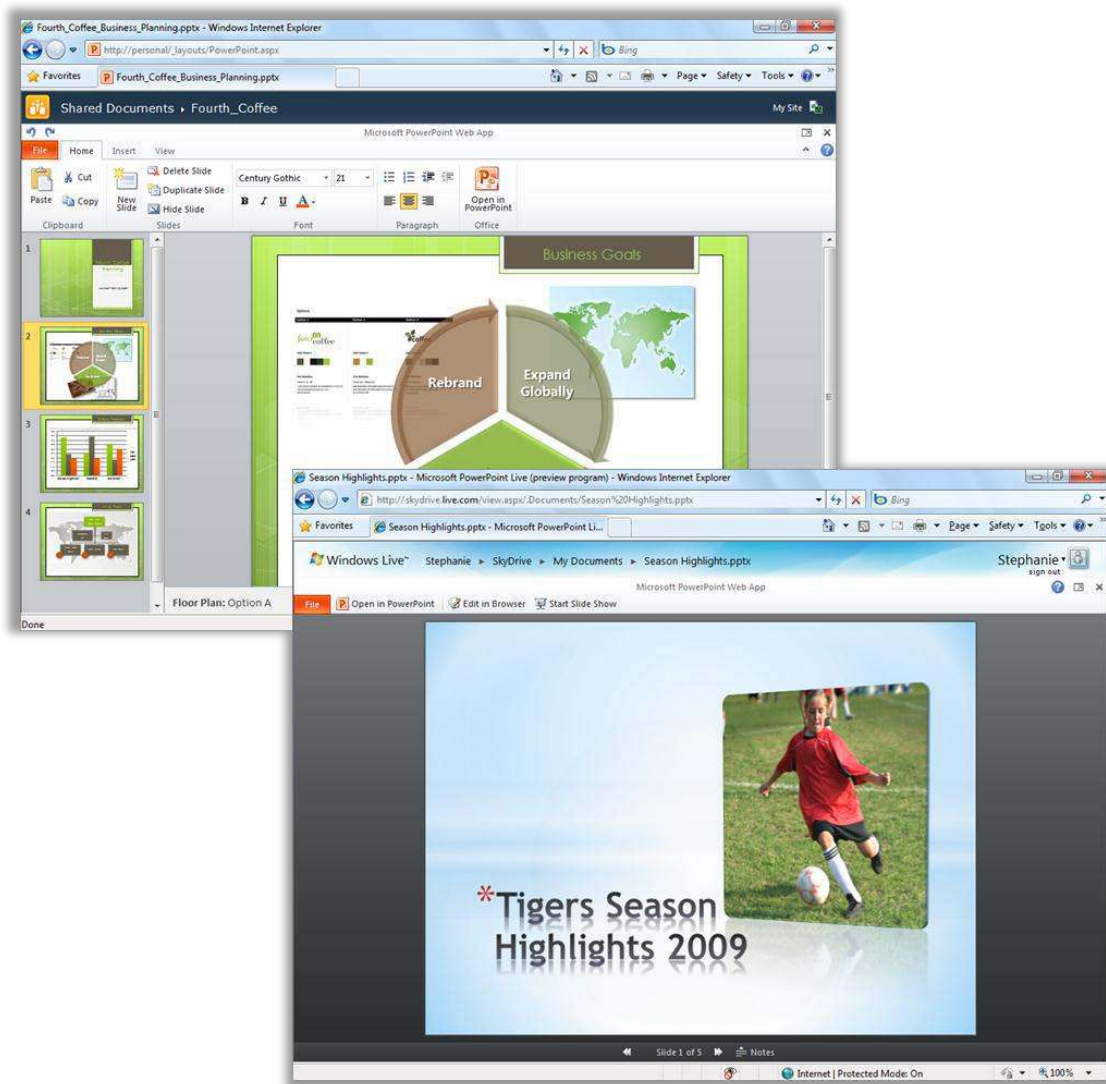 Fourth_Coffee_Business_Planning.pptx - Windows Internet Explorer
http://personal/_layouts/PowerPoint.aspx
Bing
Favorites Fourth_Coffee_Business_Planning.pptx Page Safety Tools
Shared Documents Fourth_Coffee My Site
Microsoft PowerPoint Web App
File Home Insert View
Paste Cut Copy
New Slide
Delete Slide
Duplicate Slide
Hide Slide
Century Gothic 21
B I U A
Open in PowerPoint
Clipboard Slides Font Paragraph Office
1
2
3
4
Business Goals
coffee
Rebrand
Expand Globally
Floor Plan: Option A
Done
Season Highlights.pptx - Microsoft PowerPoint Live (preview program) - Windows Internet Explorer
http://skydrive.live.com/view.aspx/.Documents/Season%20Highlights.pptx
Bing
Favorites Season Highlights.pptx - Microsoft PowerPoint Li... Page Safety Tools
Windows Live™ Stephanie SkyDrive My Documents Season Highlights.pptx Stephanie
sign out
Microsoft PowerPoint Web App
File Open in PowerPoint Edit in Browser Start Slide Show
*Tigers Season
Highlights 2009
Slide 1 of 5 Notes
Internet | Protected Mode: On 100%